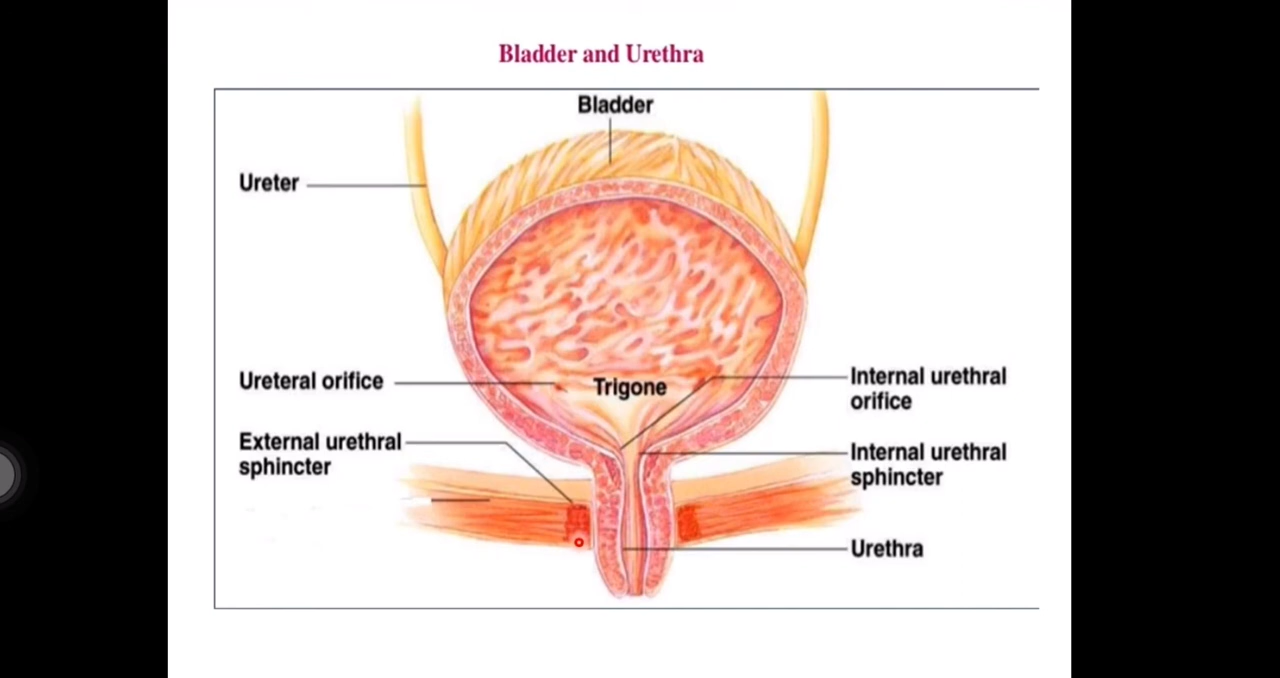 Bladder and Urethra
Bladder
Ureter
Ureteral orifice
Trigone
Internal urethral
orifice
External urethral
sphincter
Internal urethral
sphincter
Urethra